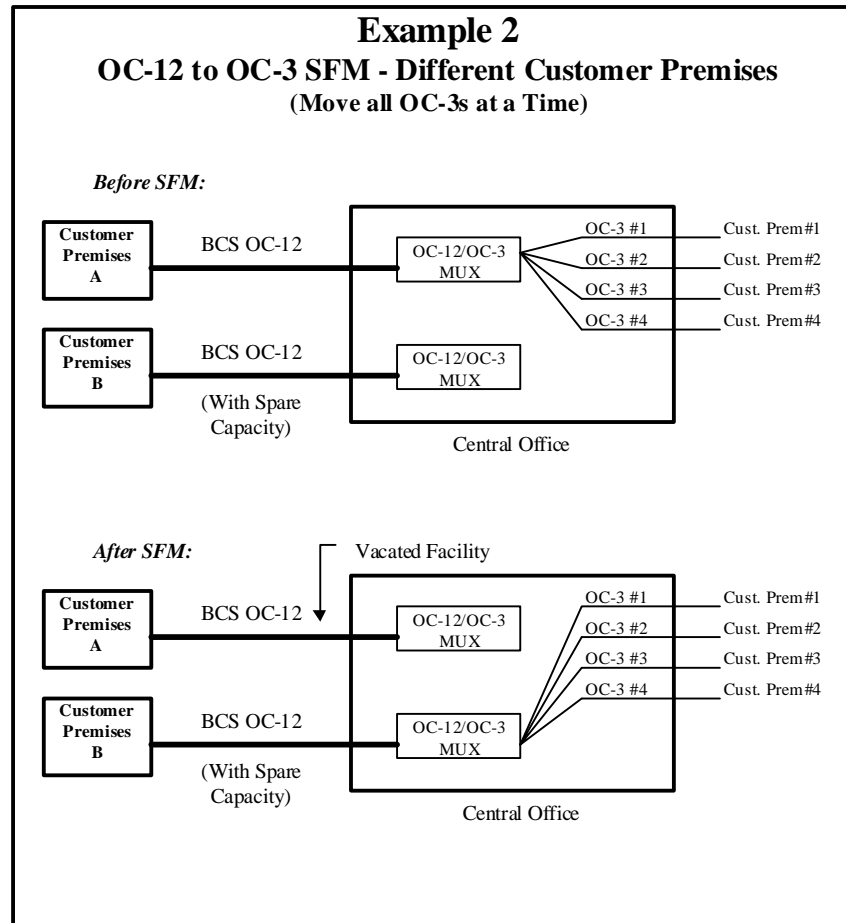 Example 2
OC-12 to OC-3 SFM - Different Customer Premises
(Move all OC-3s at a Time)
Before SFM:
Customer
Premises
A
BCS OC-12
OC-12/OC-3
MUX
OC-3 #1
Cust. Prem#1
OC-3 #2
Cust. Prem#2
OC-3 #3
Cust. Prem#3
OC-3 #4
Cust. Prem#4
Customer
Premises
B
BCS OC-12
(With Spare
Capacity)
OC-12/OC-3
MUX
Central Office
After SFM:
Vacated Facility
Customer
Premises
A
BCS OC-12
OC-12/OC-3
MUX
OC-3 #1
Cust. Prem#1
OC-3 #2
Cust. Prem#2
OC-3 #3
Cust. Prem#3
OC-3 #4
Cust. Prem#4
Customer
Premises
B
BCS OC-12
(With Spare
Capacity)
OC-12/OC-3
MUX
Central Office